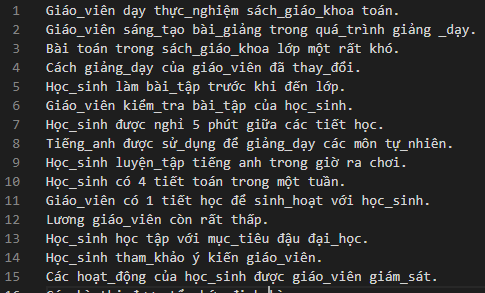 1 Giáo_viên dạy thực_nghiệm sách_giáo_khoa toán.
2 Giáo_viên sáng_tạo bài_giảng trong quá_trình giảng _dạy.
3 Bài toán trong sách_giáo_khoa lớp một rất khó.
4 Cách giảng_dạy của giáo_viên đã thay_đổi.
5 Học_sinh làm bài_tập trước khi đến lớp.
6 Giáo_viên kiểm_tra bài_tập của học_sinh.
7 Học_sinh được nghỉ 5 phút giữa các tiết học.
8 Tiếng_anh được sử_dụng để giảng_dạy các môn tự_nhiên.
9 Học_sinh luyện_tập tiếng anh trong giờ ra chơi.
10 Học_sinh có 4 tiết toán trong một tuần.
11 Giáo_viên có 1 tiết học để sinh_hoạt với học_sinh.
12 Lương giáo_viên còn rất thấp.
13 Học_sinh học tập với mục_tiêu đậu đại_học.
14 Học_sinh tham_khảo ý kiến giáo_viên.
15 Các hoạt_động của học_sinh được giáo_viên giám_sát.